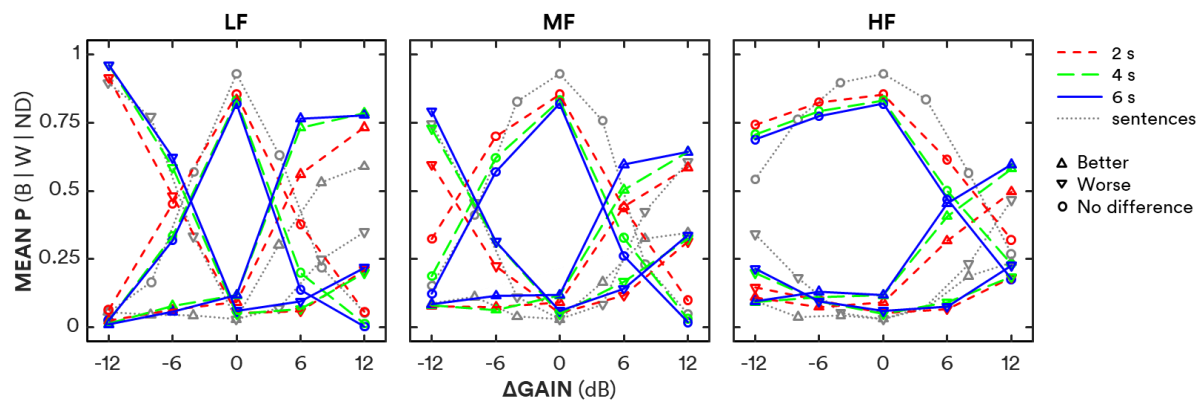 LF MF HF
MEAN P (B | W | ND)
1
0.75
0.5
0.25
0
-12 -6 0 6 12 -12 -6 0 6 12 -12 -6 0 6 12
ΔGAIN (dB)
2 s
4 s
6 s
sentences
Better
Worse
No difference